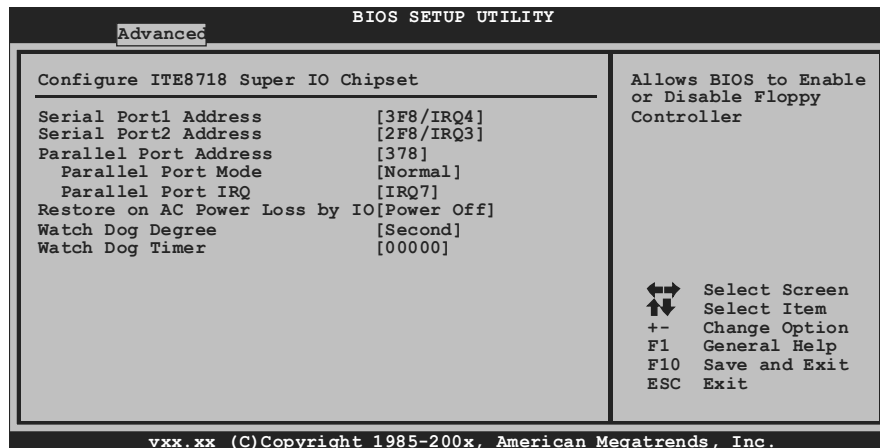 BIOS SETUP UTILITY
Advanced
Configure ITE8718 Super IO Chipset
Serial Port1 Address [3F8/IRQ4]
Serial Port2 Address [2F8/IRQ3]
Parallel Port Address [378]
Parallel Port Mode [Normal]
Parallel Port IRQ [IRQ7]
Restore on AC Power Loss by IO[Power Off]
Watch Dog Degree [Second]
Watch Dog Timer [00000]
Allows BIOS to Enable
or Disable Floppy
Controller
Select Screen
Select Item
+- Change Option
F1 General Help
F10 Save and Exit
ESC Exit
vxx.xx (C)Copyright 1985-200x, American Megatrends, Inc.